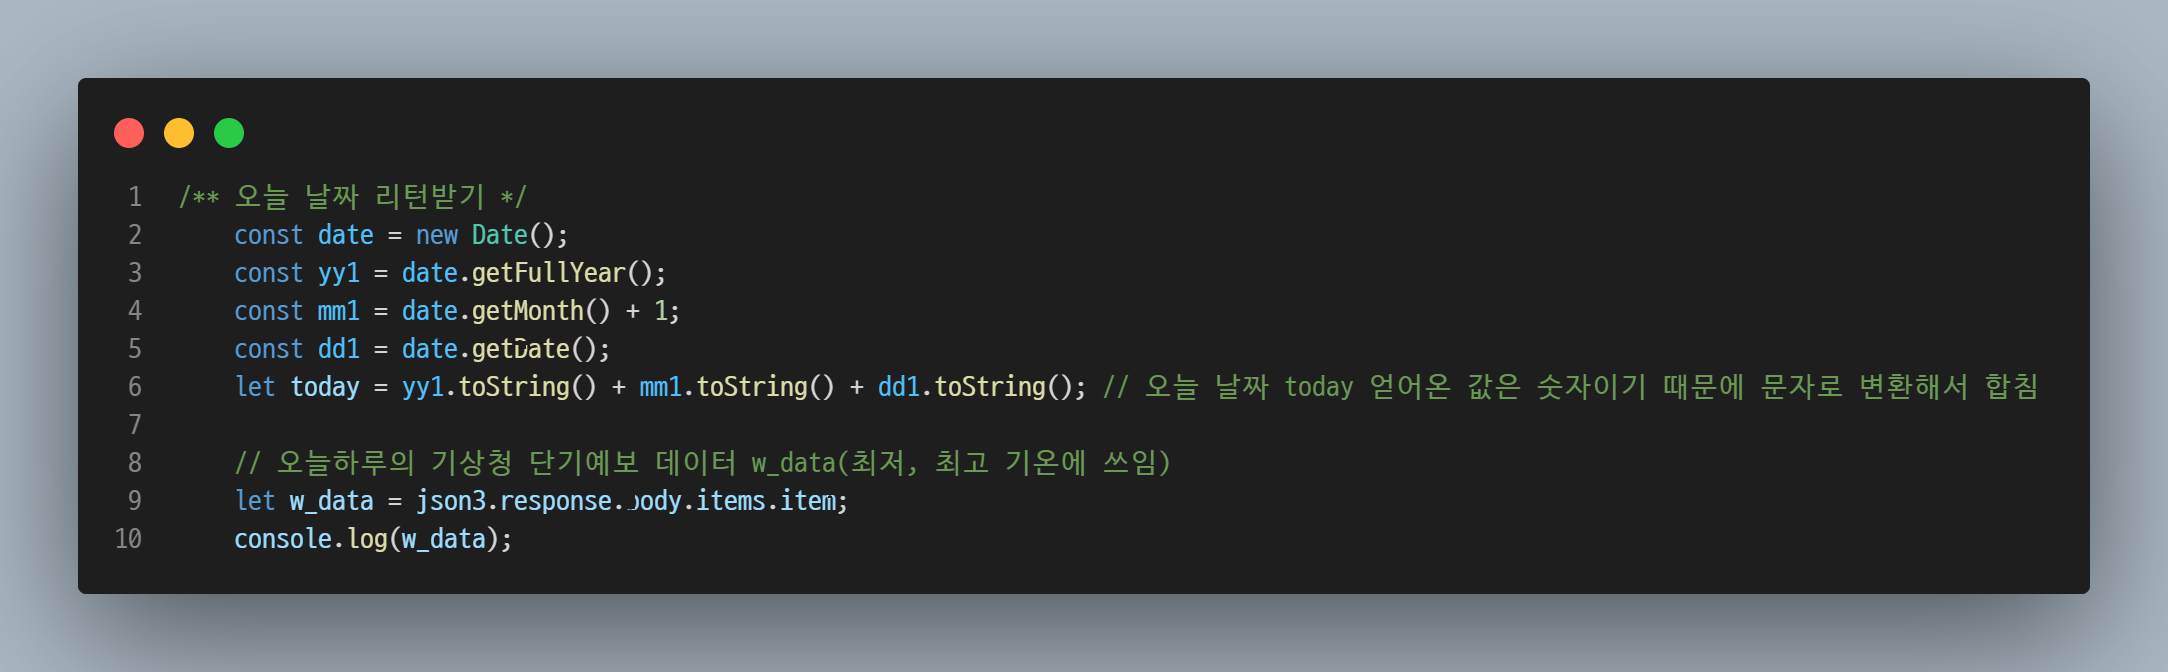 1 /** 오늘 날짜 리턴받기 */
2 const date = new Date();
3 const yy1 = date.getFullYear();
4 const mm1 = date.getMonth() + 1;
5 const dd1 = date.getDate();
6 let today = yy1.toString() + mm1.toString() + dd1.toString(); // 오늘 날짜 today 얻어온 값은 숫자이기 때문에 문자로 변환해서 합침
7
8 // 오늘하루의 기상청 단기예보 데이터 w_data(최저, 최고 기온에 쓰임)
9 let w_data = json3.response.body.items.item;
10 console.log(w_data);